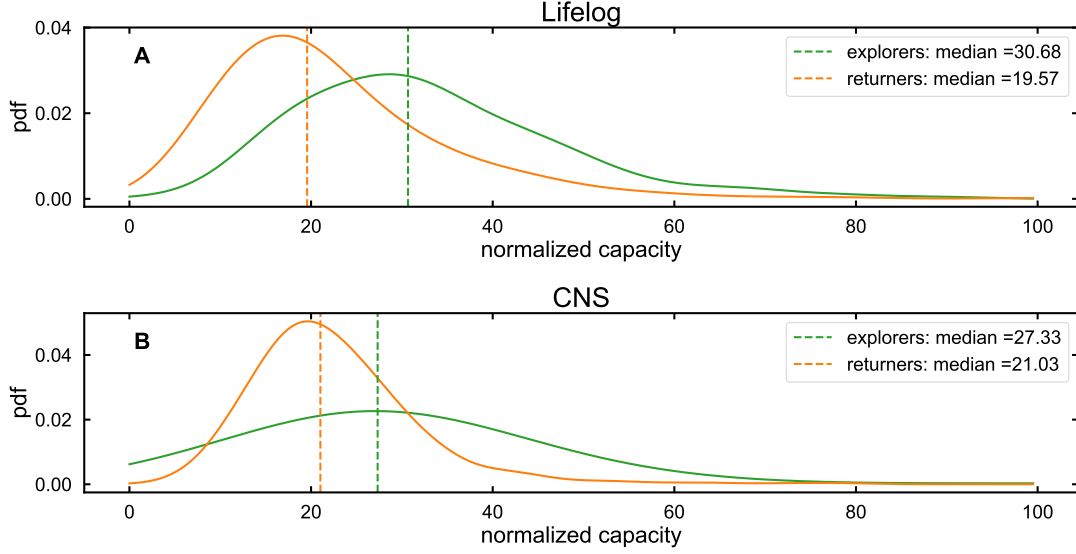 Lifelog
A
explorers: median =30.68
returners: median =19.57
0.04
0.02
0.00
pdf
0 20 40 60 80 100
normalized capacity
CNS
B
explorers: median =27.33
returners: median =21.03
0.04
0.02
0.00
pdf
0 20 40 60 80 100
normalized capacity